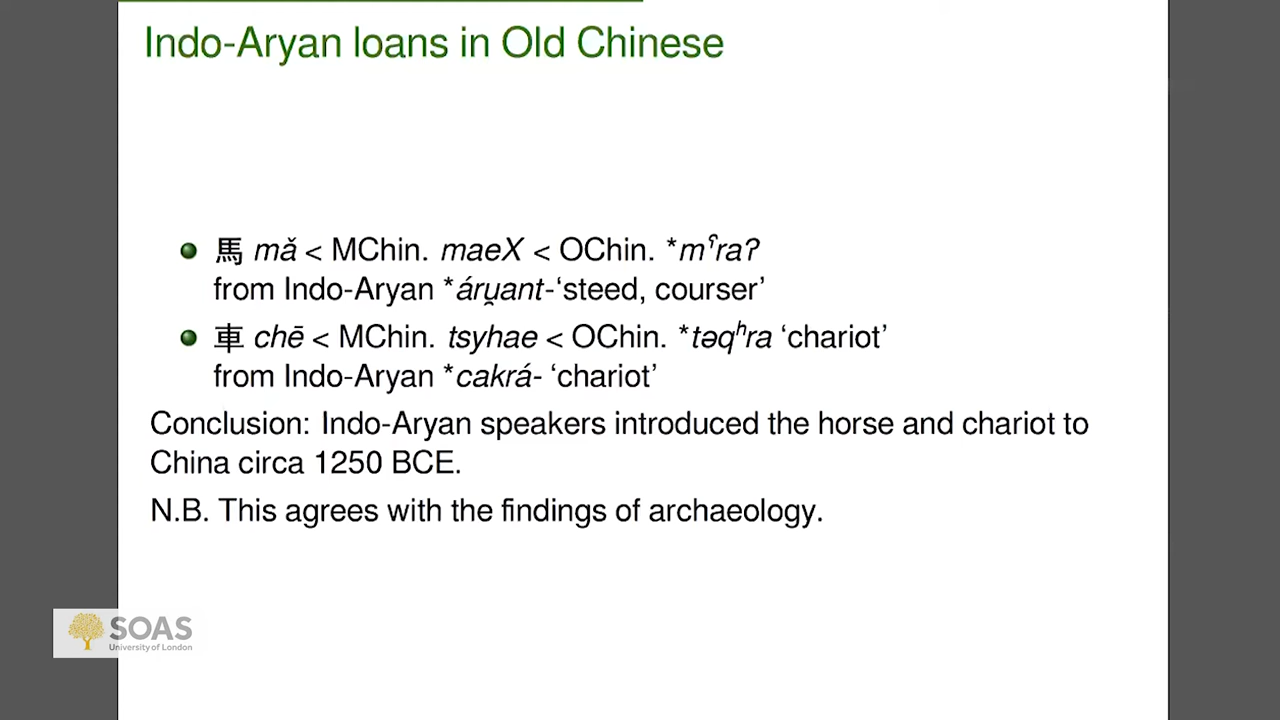 Indo-Aryan loans in Old Chinese
馬 mǎ < MChin. maeX < OChin. *mˤraʔ
from Indo-Aryan *áru̯ant-‘steed, courser’
車 chē < MChin. tsyhae < OChin. *təqʰra ‘chariot’
from Indo-Aryan *cakrá- ‘chariot’
Conclusion: Indo-Aryan speakers introduced the horse and chariot to
China circa 1250 BCE.
N.B. This agrees with the findings of archaeology.
SOAS
University of London